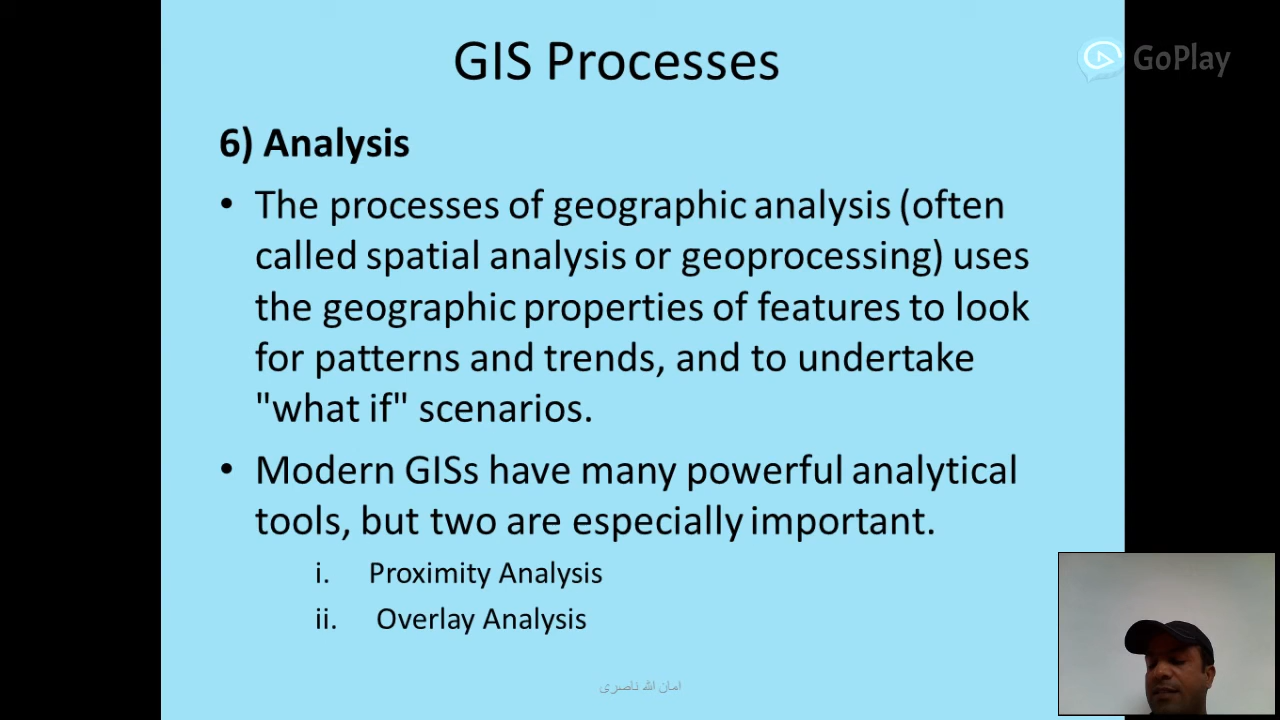 GIS Processes
GoPlay
6) Analysis
• The processes of geographic analysis (often
called spatial analysis or geoprocessing) uses
the geographic properties of features to look
for patterns and trends, and to undertake
"what if" scenarios.
• Modern GISs have many powerful analytical
tools, but two are especially important.
i. Proximity Analysis
ii. Overlay Analysis
امان الله ناصری